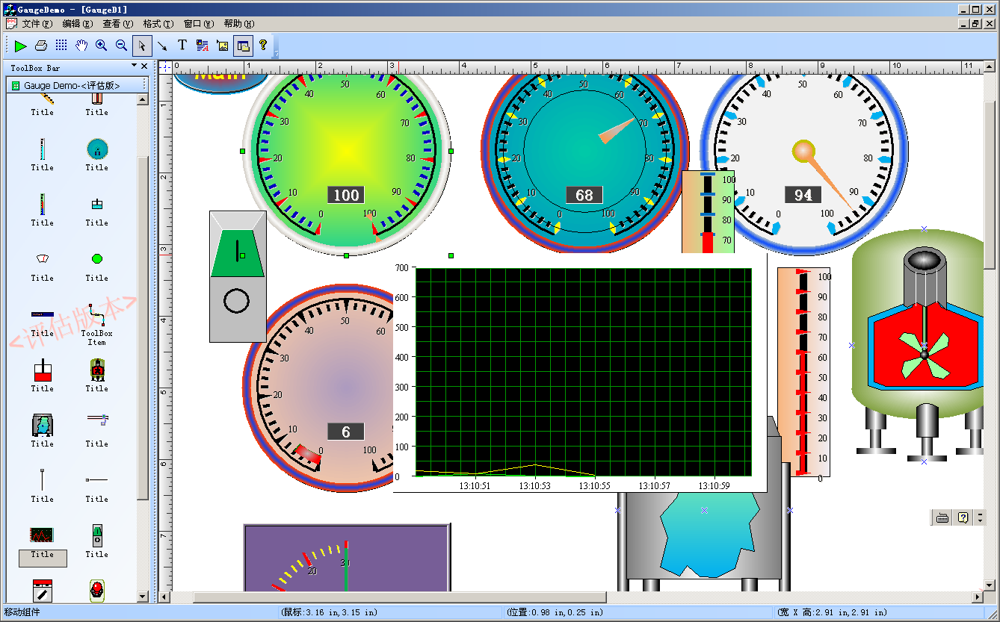 GaugeDemo - [GaugeD1]
文件(F) 编辑(E) 查看(V) 格式(T) 窗口(W) 帮助(H)
ToolBox Bar
Gauge Demo-<评估版>
0 1 2 3 4 5 6 7 8 9 10 11
1
2
3
4
5
6
7
Title Title
Title Title
Title Title
Title Title
Title ToolBox Item
Title Title
Title Title
Title Title
Title Title
<评估版本>
Main
0 10 20 30 40 50 60 70 80 90 100
100
0 10 20 30 40 50 60 70 80 90 100
68
100
90
80
70
0 10 20 30 40 50 60 70 80 90 100
94
0 10 20 30 40 50 60 100
6
700
600
500
400
300
200
100
0
13:10:51 13:10:53 13:10:55 13:10:57 13:10:59
100
90
80
70
60
50
40
30
20
10
0
20 30
移动组件
(鼠标:3.16 in,3.15 in)
(位置:0.98 in,0.25 in)
(宽 X 高:2.91 in,2.91 in)